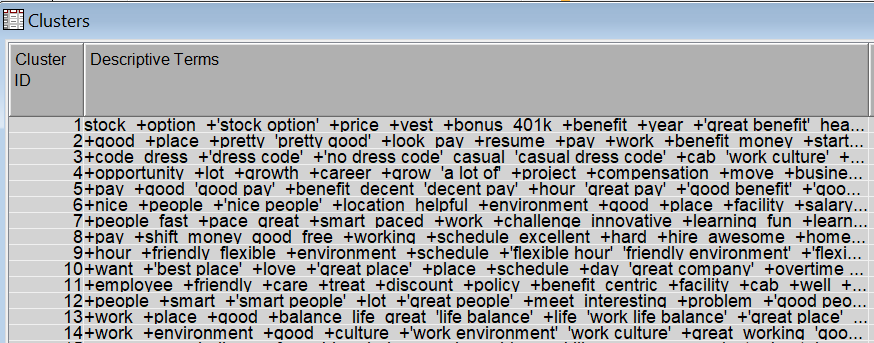 Clusters
Cluster ID Descriptive Terms
1 stock +option +'stock option' +price +vest +bonus 401k +benefit +year +'great benefit' hea...
2 +good +place +pretty 'pretty good' +look pay +resume +pay +work +benefit money +start...
3 +code dress +'dress code' +'no dress code' casual 'casual dress code' +cab 'work culture' +...
4 +opportunity +lot +growth +career +grow 'a lot of' +project +compensation +move +busine...
5 +pay +good 'good pay' +benefit decent 'decent pay' +hour 'great pay' +'good benefit' +'goo...
6 +nice +people +'nice people' +location helpful +environment +good +place +facility +salary...
7 +people fast +pace great +smart paced +work +challenge innovative +learning fun +learn...
8 +pay +shift money good free +working +schedule excellent +hard +hire awesome +home...
9 +hour +friendly flexible +environment +schedule +'flexible hour' 'friendly environment' +'flexi...
10 +want +'best place' +love +'great place' +place +schedule +day 'great company' +overtime ...
11 +employee +friendly +care +treat +discount +policy +benefit centric +facility +cab +well +...
12 +people +smart +'smart people' +lot +'great people' +meet interesting +problem +'good peo...
13 +work +place +good +balance life great 'life balance' +life 'work life balance' +'great place' ...
14 +work +environment +good +culture +'work environment' 'work culture' +great working 'goo...